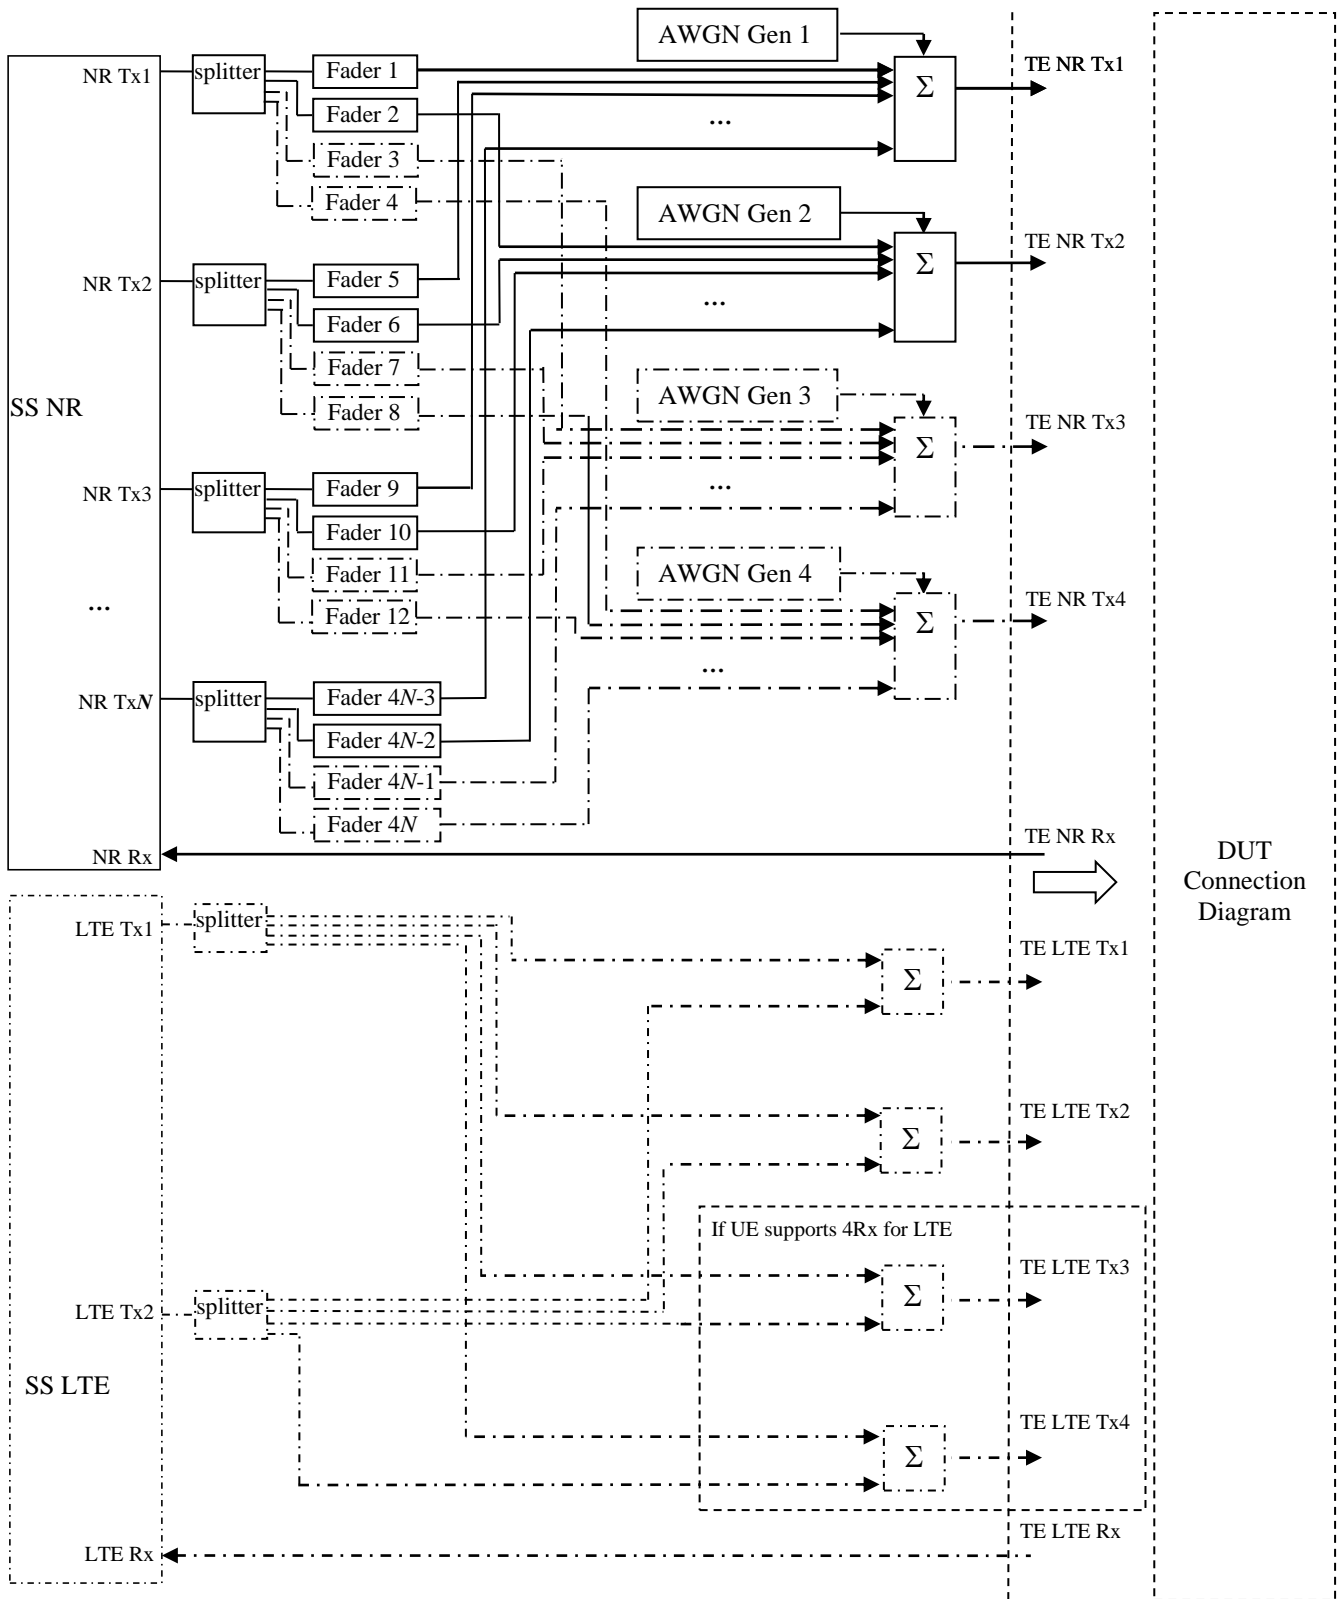 AWGN Gen 1
NR Tx1
splitter
Fader 1
Σ
TE NR Tx1
Fader 2
...
Fader 3
Fader 4
AWGN Gen 2
TE NR Tx2
NR Tx2
splitter
Fader 5
Σ
Fader 6
...
Fader 7
AWGN Gen 3
SS NR
Fader 8
TE NR Tx3
Σ
NR Tx3
splitter
Fader 9
...
Fader 10
Fader 11
AWGN Gen 4
...
Fader 12
Σ
TE NR Tx4
...
NR TxN
splitter
Fader 4N-3
Fader 4N-2
Fader 4N-1
Fader 4N
NR Rx
TE NR Rx
DUT
Connection
Diagram
LTE Tx1
splitter
TE LTE Tx1
Σ
TE LTE Tx2
Σ
If UE supports 4Rx for LTE
TE LTE Tx3
LTE Tx2
splitter
Σ
SS LTE
TE LTE Tx4
Σ
TE LTE Rx
LTE Rx